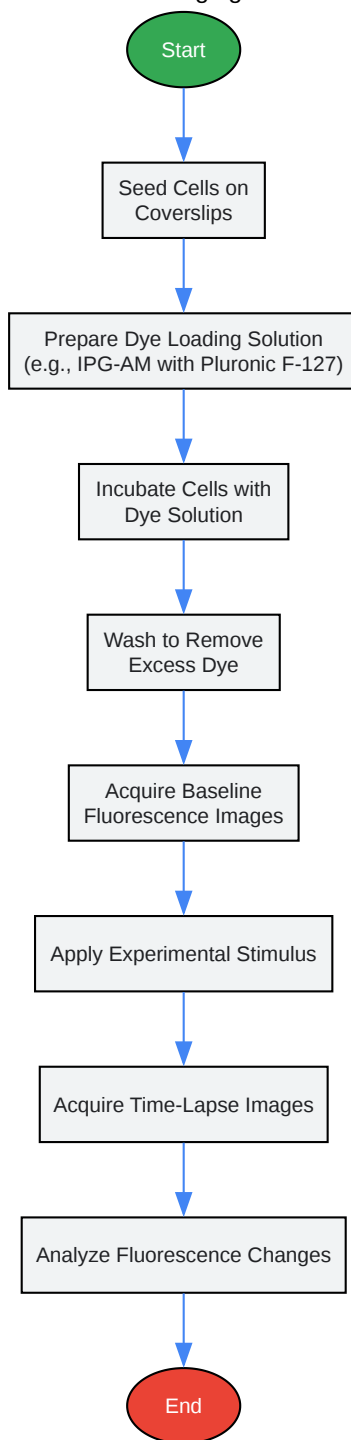 Start
Seed Cells on
Coverslips
Prepare Dye Loading Solution
(e.g., IPG-AM with Pluronic F-127)
Incubate Cells with
Dye Solution
Wash to Remove
Excess Dye
Acquire Baseline
Fluorescence Images
Apply Experimental Stimulus
Acquire Time-Lapse Images
Analyze Fluorescence Changes
End